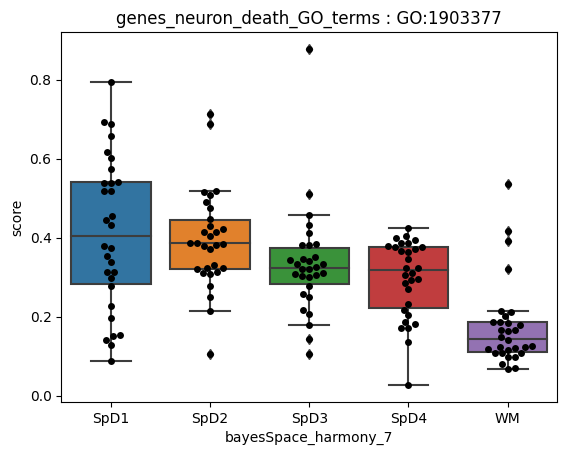 genes_neuron_death_GO_terms : GO:1903377
score
0.8
0.6
0.4
0.2
0.0
SpD1 SpD2 SpD3 SpD4 WM
bayesSpace_harmony_7